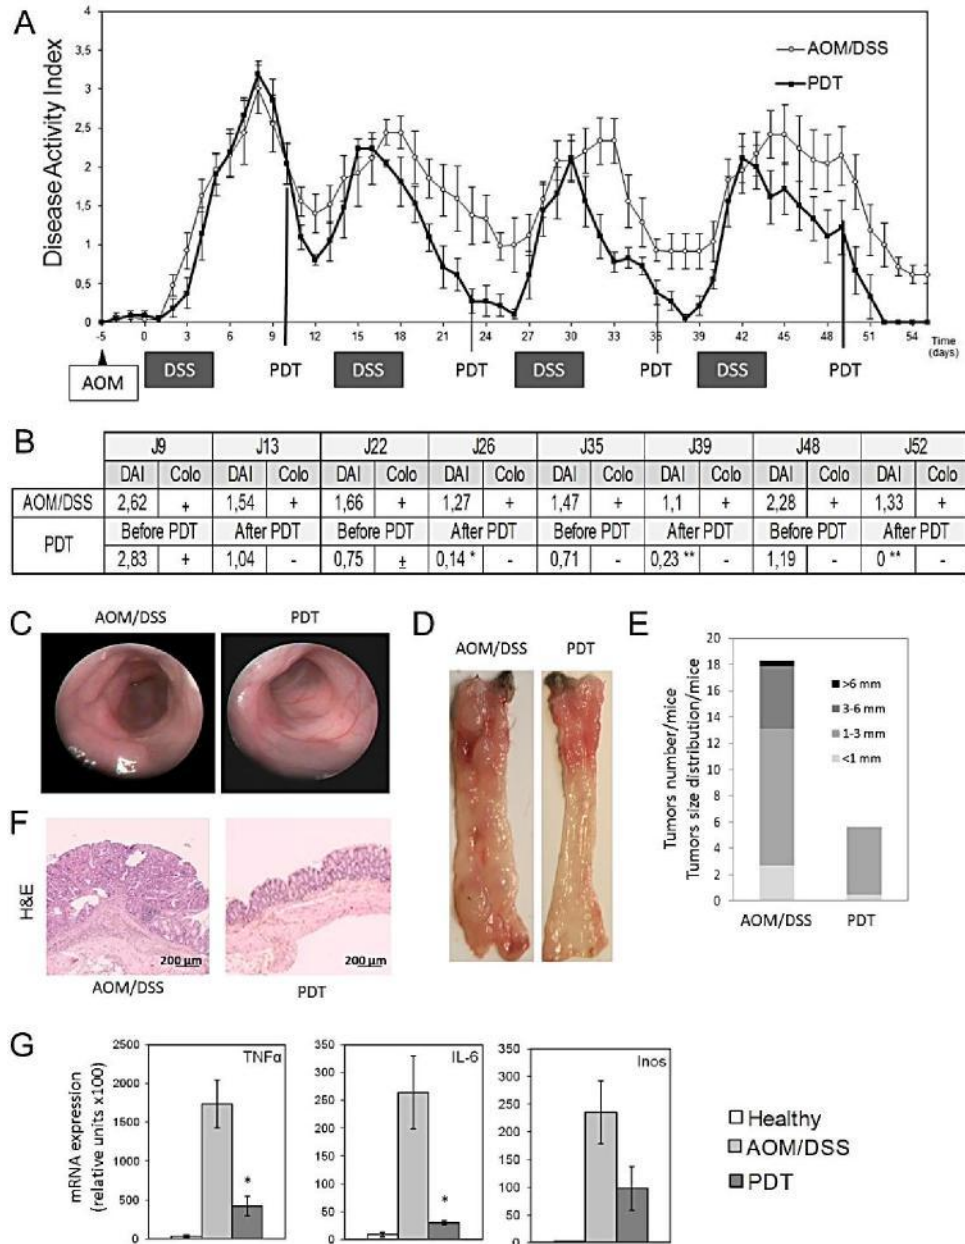 A
Disease Activity Index
4
3,5
3
2,5
2
1,5
1
0,5
0
AOM/DSS
PDT
-5 0 3 6 9 12 15 18 21 24 27 30 33 36 39 42 45 48 51 54 Time (days)
AOM DSS PDT DSS PDT DSS PDT DSS PDT
B
J9 J13 J22 J26 J35 J39 J48 J52
DAI Colo DAI Colo DAI Colo DAI Colo DAI Colo DAI Colo DAI Colo DAI Colo
AOM/DSS 2,62 + 1,54 + 1,66 + 1,27 + 1,47 + 1,1 + 2,28 + 1,33 +
PDT Before PDT After PDT Before PDT After PDT Before PDT After PDT Before PDT After PDT
2,83 + 1,04 - 0,75 ± 0,14 * - 0,71 - 0,23 ** - 1,19 - 0 ** -
C
AOM/DSS PDT
D
AOM/DSS PDT
E
Tumors number/mice
Tumors size distribution/mice
20
18
16
14
12
10
8
6
4
2
0
>6 mm
3-6 mm
1-3 mm
<1 mm
AOM/DSS PDT
F
H&E
200 µm 200 µm
AOM/DSS PDT
G
mRNA expression
(relative units x100)
TNFα
2500
2000
1500
1000
500
0
*
IL-6
350
300
250
200
150
100
50
0
*
Inos
350
300
250
200
150
100
50
0
Healthy
AOM/DSS
PDT